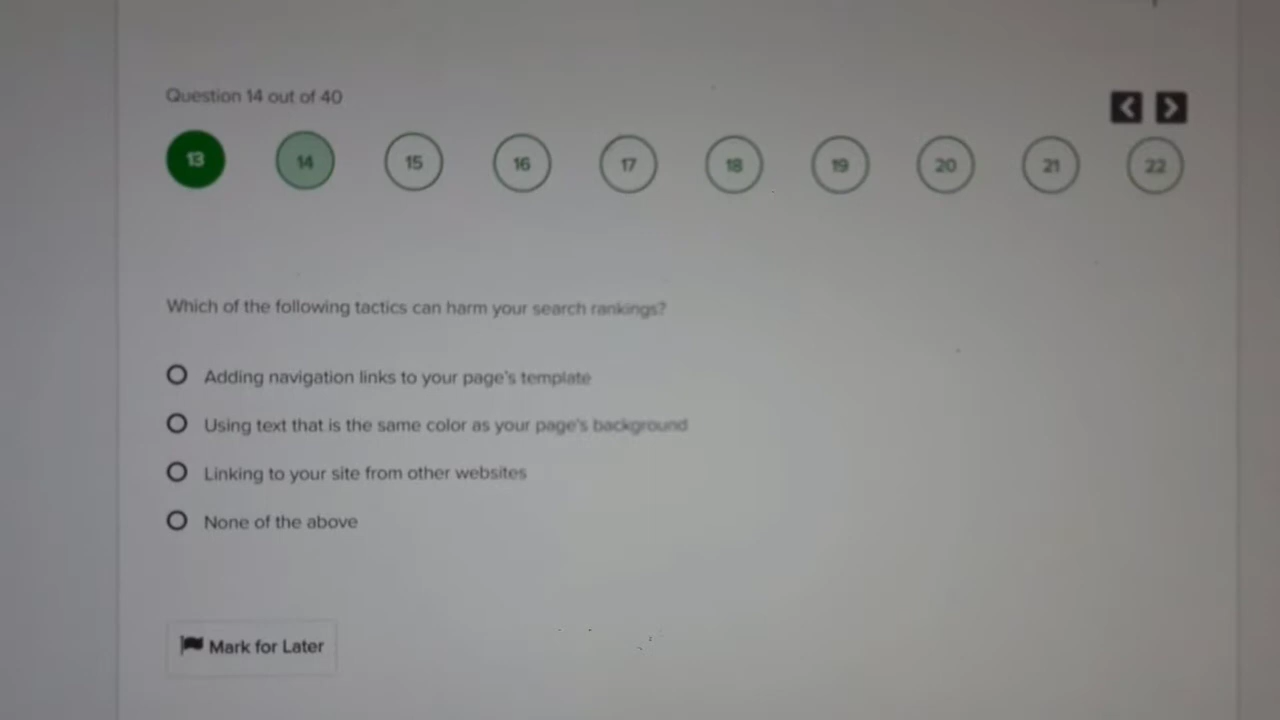 Question 14 out of 40
13 14 15 16 17 18 19 20 21 22
Which of the following tactics can harm your search rankings?
Adding navigation links to your page's template
Using text that is the same color as your page's background
Linking to your site from other websites
None of the above
Mark for Later